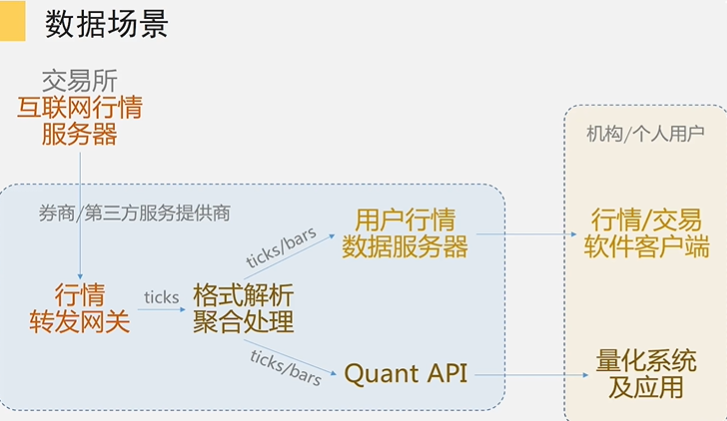 数据场景
交易所
互联网行情
服务器
机构/个人用户
券商/第三方服务提供商
用户行情
数据服务器
行情/交易
软件客户端
ticks/bars
行情
转发网关
ticks
格式解析
聚合处理
ticks/bars
Quant API
量化系统
及应用